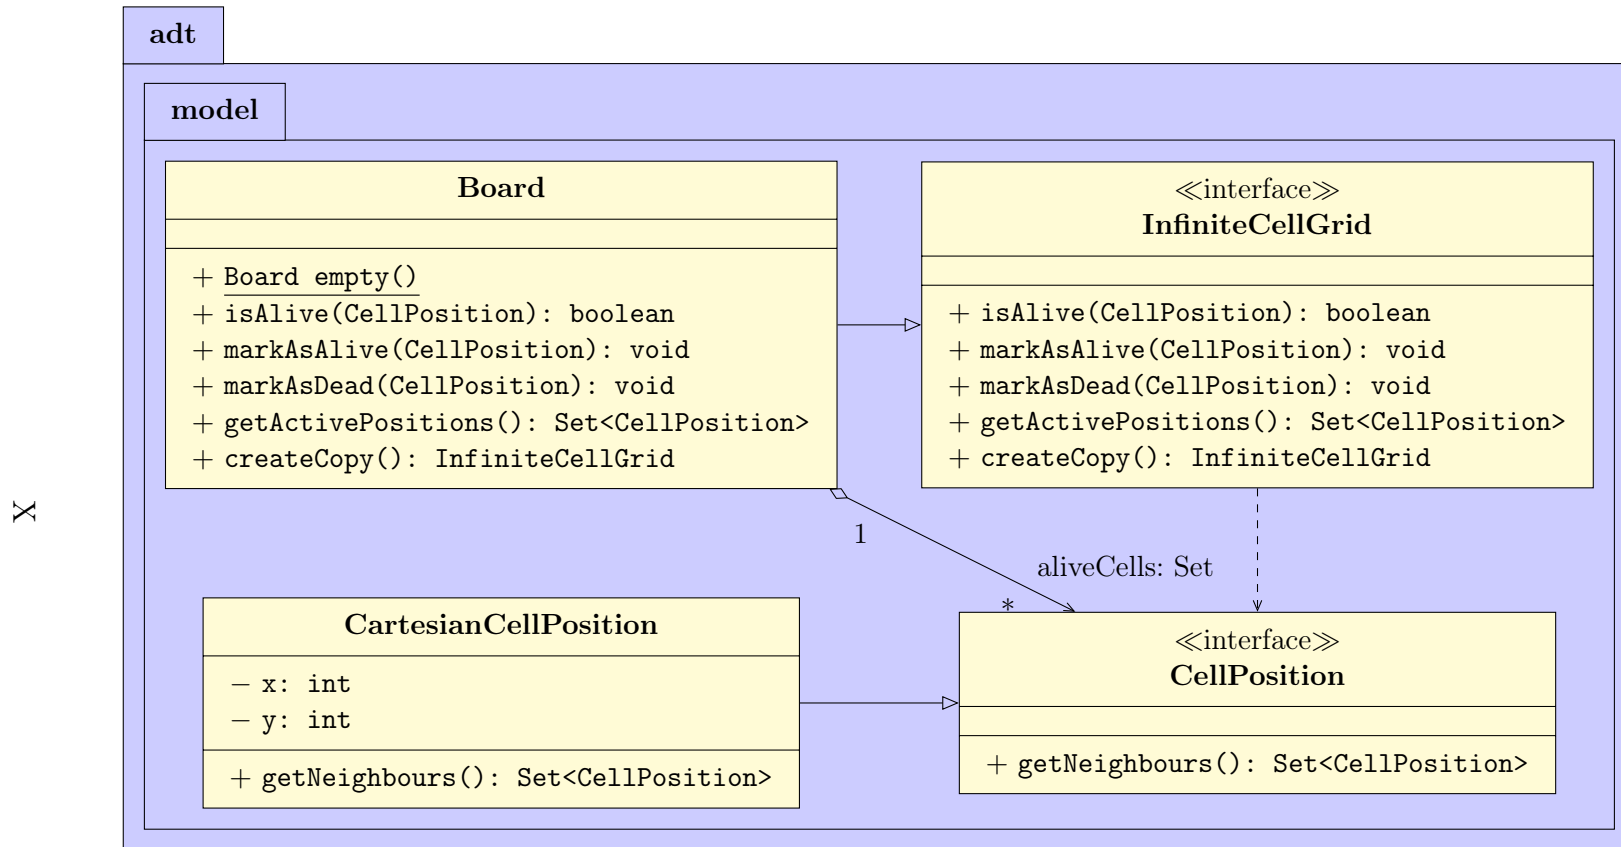 adt
model
Board
+ Board empty()
+ isAlive(CellPosition): boolean
+ markAsAlive(CellPosition): void
+ markAsDead(CellPosition): void
+ getActivePositions(): Set<CellPosition>
+ createCopy(): InfiniteCellGrid
≪interface≫
InfiniteCellGrid
+ isAlive(CellPosition): boolean
+ markAsAlive(CellPosition): void
+ markAsDead(CellPosition): void
+ getActivePositions(): Set<CellPosition>
+ createCopy(): InfiniteCellGrid
X
1
aliveCells: Set
*
CartesianCellPosition
− x: int
− y: int
+ getNeighbours(): Set<CellPosition>
≪interface≫
CellPosition
+ getNeighbours(): Set<CellPosition>